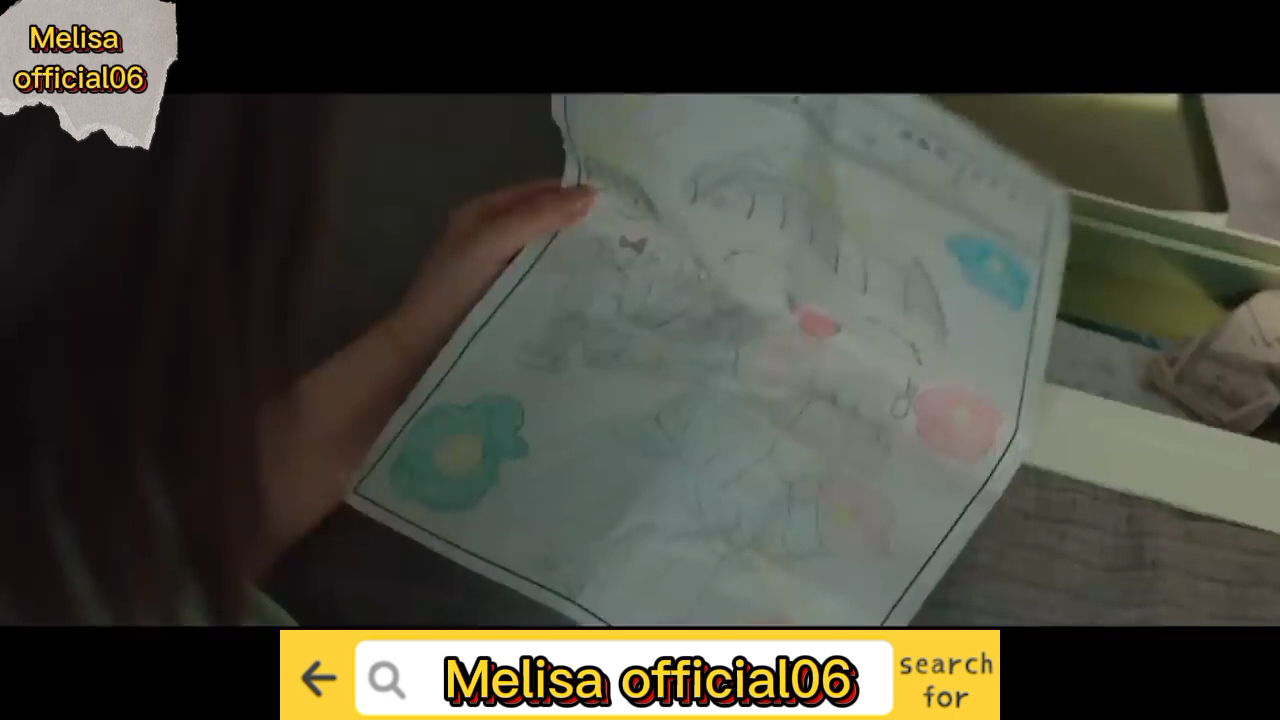 Melisa
official06
Melisa official06
search
for